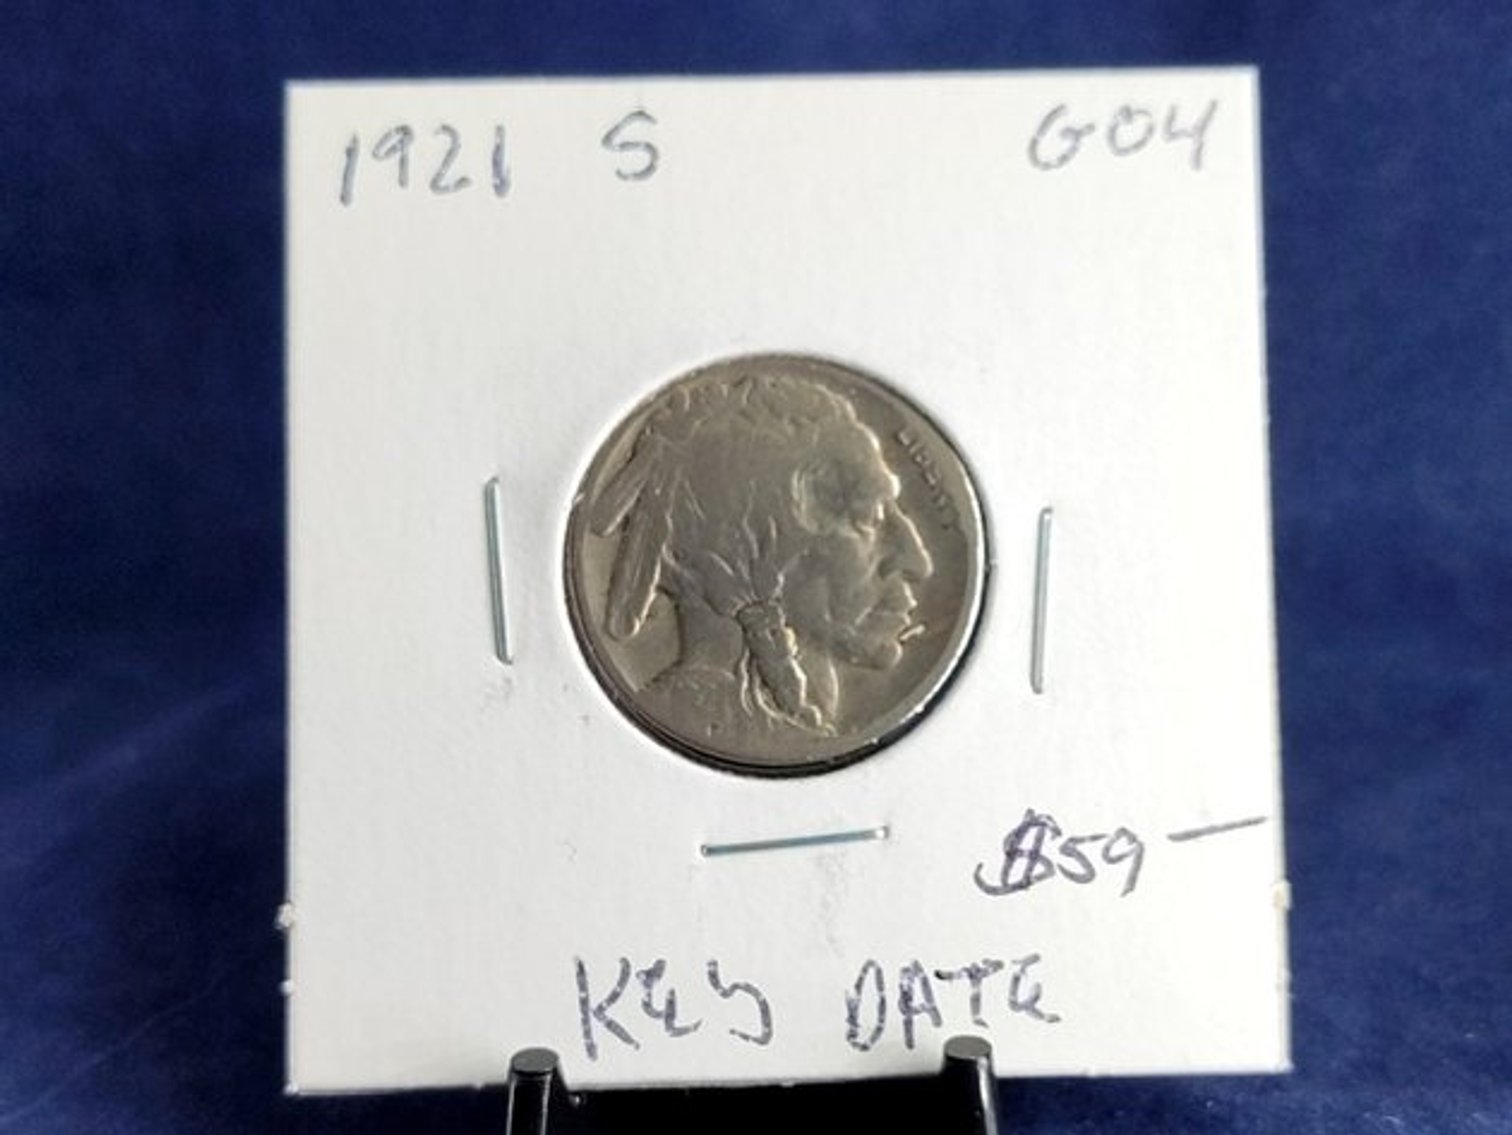 1921 S G04
LIBERTY
$59 —
KEY DATE